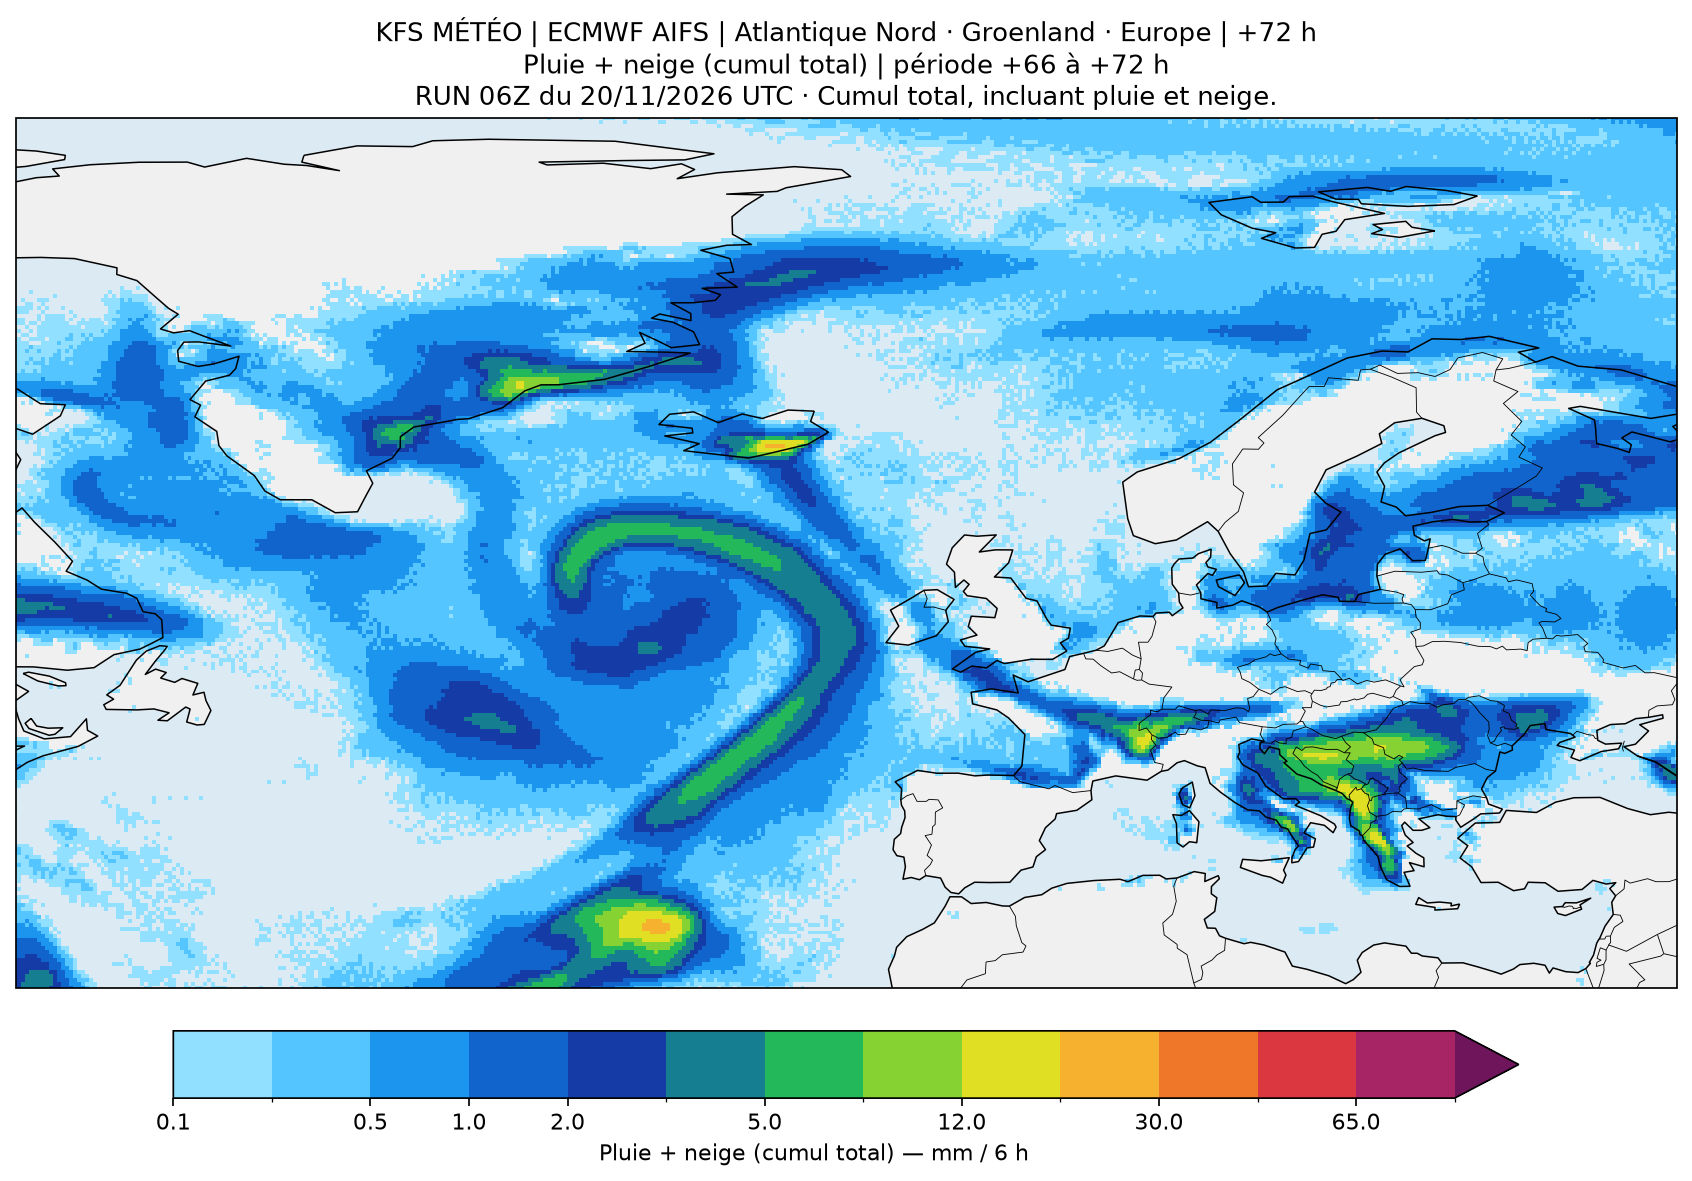 KFS MÉTÉO | ECMWF AIFS | Atlantique Nord · Groenland · Europe | +72 h
Pluie + neige (cumul total) | période +66 à +72 h
RUN 06Z du 20/11/2026 UTC · Cumul total, incluant pluie et neige.
0.1 0.5 1.0 2.0 5.0 12.0 30.0 65.0
Pluie + neige (cumul total) — mm / 6 h